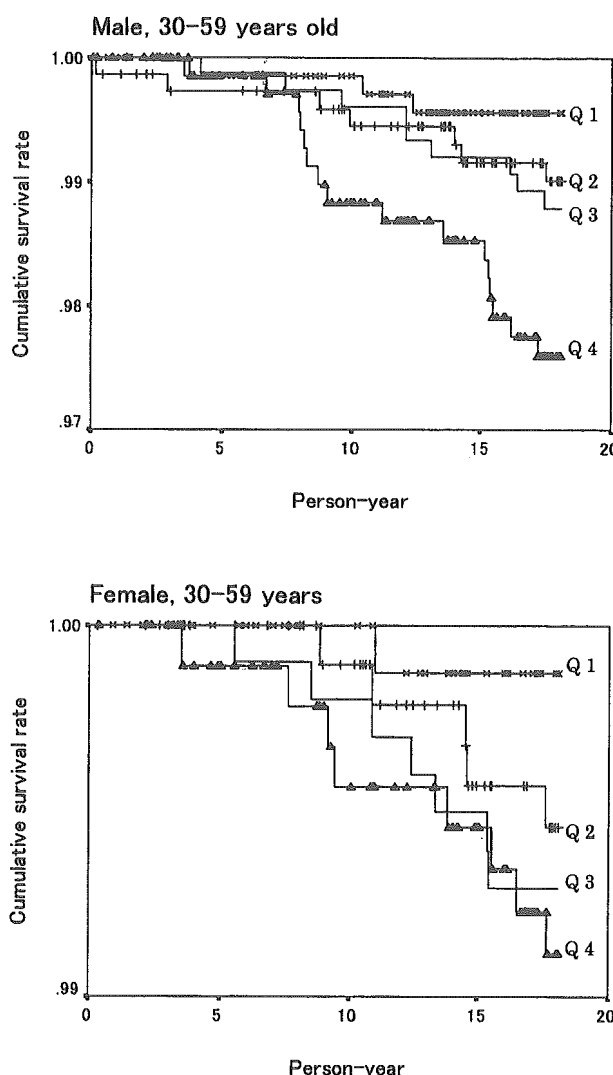 Male, 30-59 years old
Cumulative survival rate
1.00
.99
.98
.97
Q 1
Q 2
Q 3
Q 4
0 5 10 15 20
Person-year
Female, 30-59 years
Cumulative survival rate
1.00
.99
Q 1
Q 2
Q 3
Q 4
0 5 10 15 20
Person-year